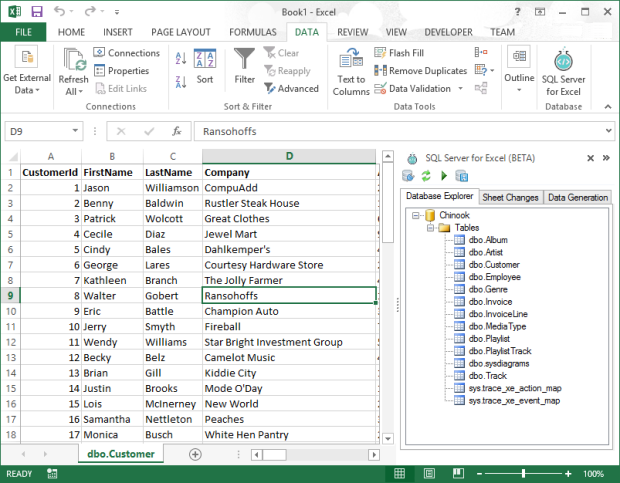 Book1 - Excel
FILE HOME INSERT PAGE LAYOUT FORMULAS DATA REVIEW VIEW DEVELOPER TEAM
Get External Data
Refresh All
Connections
Properties
Edit Links
Connections
Sort
Filter
Clear
Reapply
Advanced
Sort & Filter
Text to Columns
Flash Fill
Remove Duplicates
Data Validation
Data Tools
Outline
SQL Server for Excel
Database
D9 fx Ransohoffs
A B C D
1 CustomerId FirstName LastName Company
2 1 Jason Williamson CompuAdd
3 2 Benny Baldwin Rustler Steak House
4 3 Patrick Wolcott Great Clothes
5 4 Cecile Diaz Jewel Mart
6 5 Cindy Bales Dahlkemper's
7 6 George Lares Courtesy Hardware Store
8 7 Kathleen Branch The Jolly Farmer
9 8 Walter Gobert Ransohoffs
10 9 Eric Battle Champion Auto
11 10 Jerry Smyth Fireball
12 11 Wendy Williams Star Bright Investment Group
13 12 Becky Belz Camelot Music
14 13 Brian Gill Kiddie City
15 14 Justin Brooks Mode O'Day
16 15 Lois McInerney New World
17 16 Samantha Nettleton Peaches
18 17 Monica Busch White Hen Pantry
dbo.Customer
SQL Server for Excel (BETA)
Database Explorer Sheet Changes Data Generation
Chinook
Tables
dbo.Album
dbo.Artist
dbo.Customer
dbo.Employee
dbo.Genre
dbo.Invoice
dbo.InvoiceLine
dbo.MediaType
dbo.Playlist
dbo.PlaylistTrack
dbo.sysdiagrams
dbo.Track
sys.trace_xe_action_map
sys.trace_xe_event_map
READY 100%